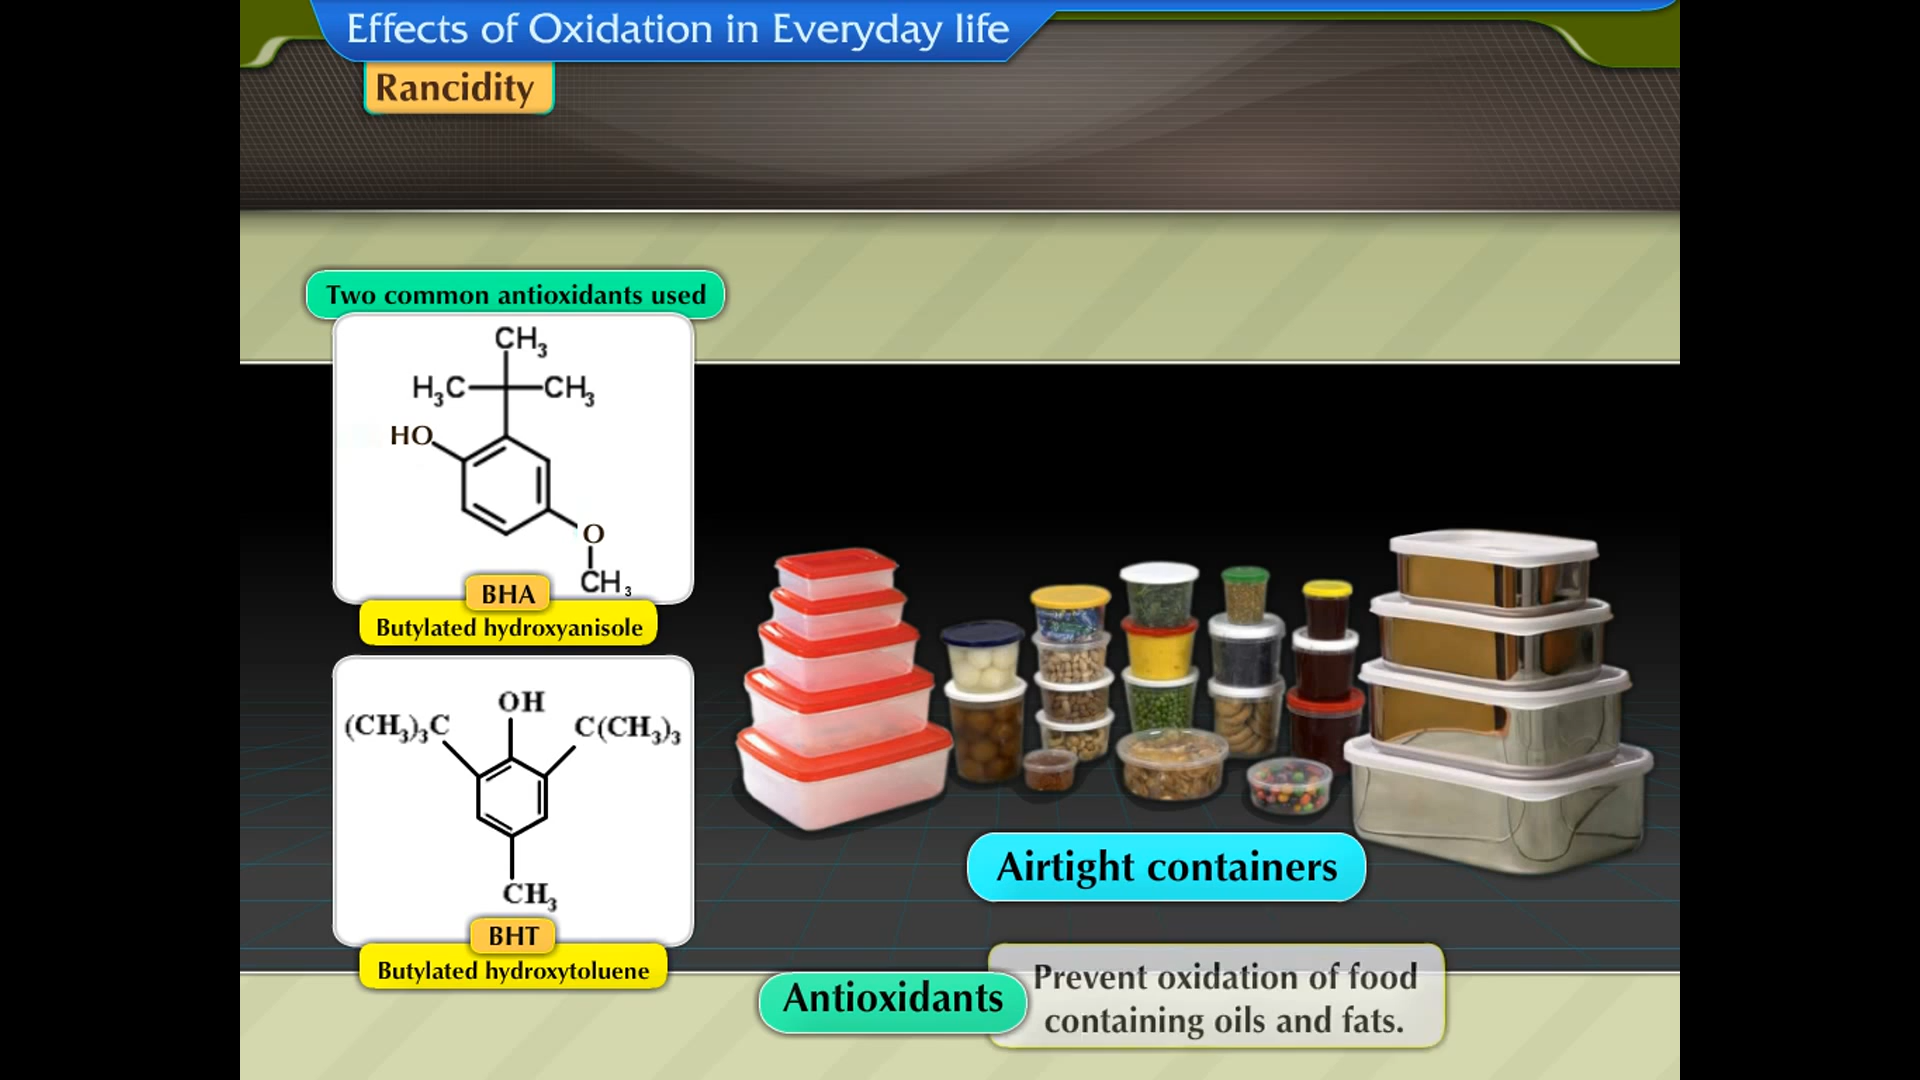 Effects of Oxidation in Everyday life
Rancidity
Two common antioxidants used
CH3
H3C
CH3
HO
O
CH3
BHA
Butylated hydroxyanisole
OH
(CH3)3C
C(CH3)3
CH3
BHT
Butylated hydroxytoluene
Airtight containers
Antioxidants
Prevent oxidation of food
containing oils and fats.